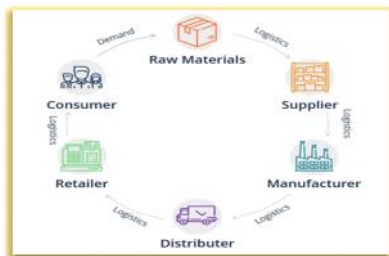 Demand
Logistics
Raw Materials
Consumer
Supplier
Logistics
Logistics
Retailer
Manufacturer
Logistics
Logistics
Distributer